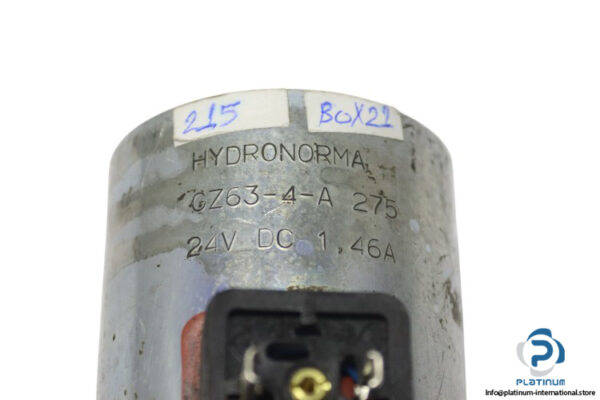 215
BOX21
HYDRONORMA
GZ63-4-A 275
24V DC 1,46A
PLATINUM
Info@platinum-international.store